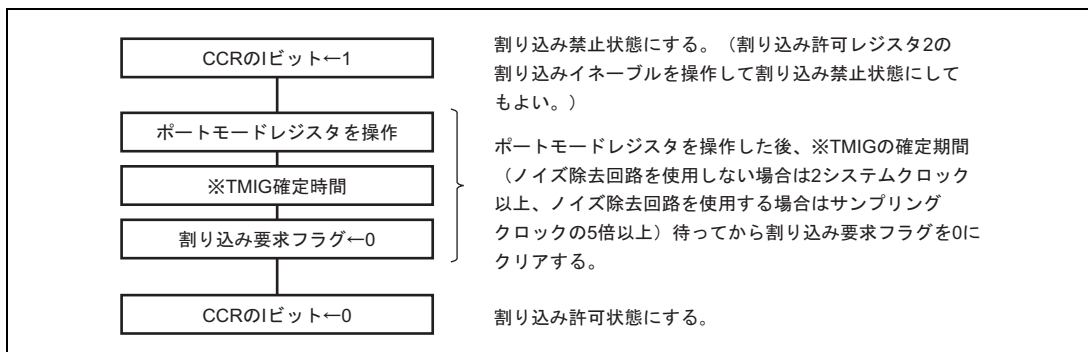 CCRのIビット←1
割り込み禁止状態にする。（割り込み許可レジスタ2の
割り込みイネーブルを操作して割り込み禁止状態にして
もよい。）
ポートモードレジスタを操作
※TMIG確定時間
割り込み要求フラグ←0
ポートモードレジスタを操作した後、※TMIGの確定期間
（ノイズ除去回路を使用しない場合は2システムクロック
以上、ノイズ除去回路を使用する場合はサンプリング
クロックの5倍以上）待ってから割り込み要求フラグを0に
クリアする。
CCRのIビット←0
割り込み許可状態にする。